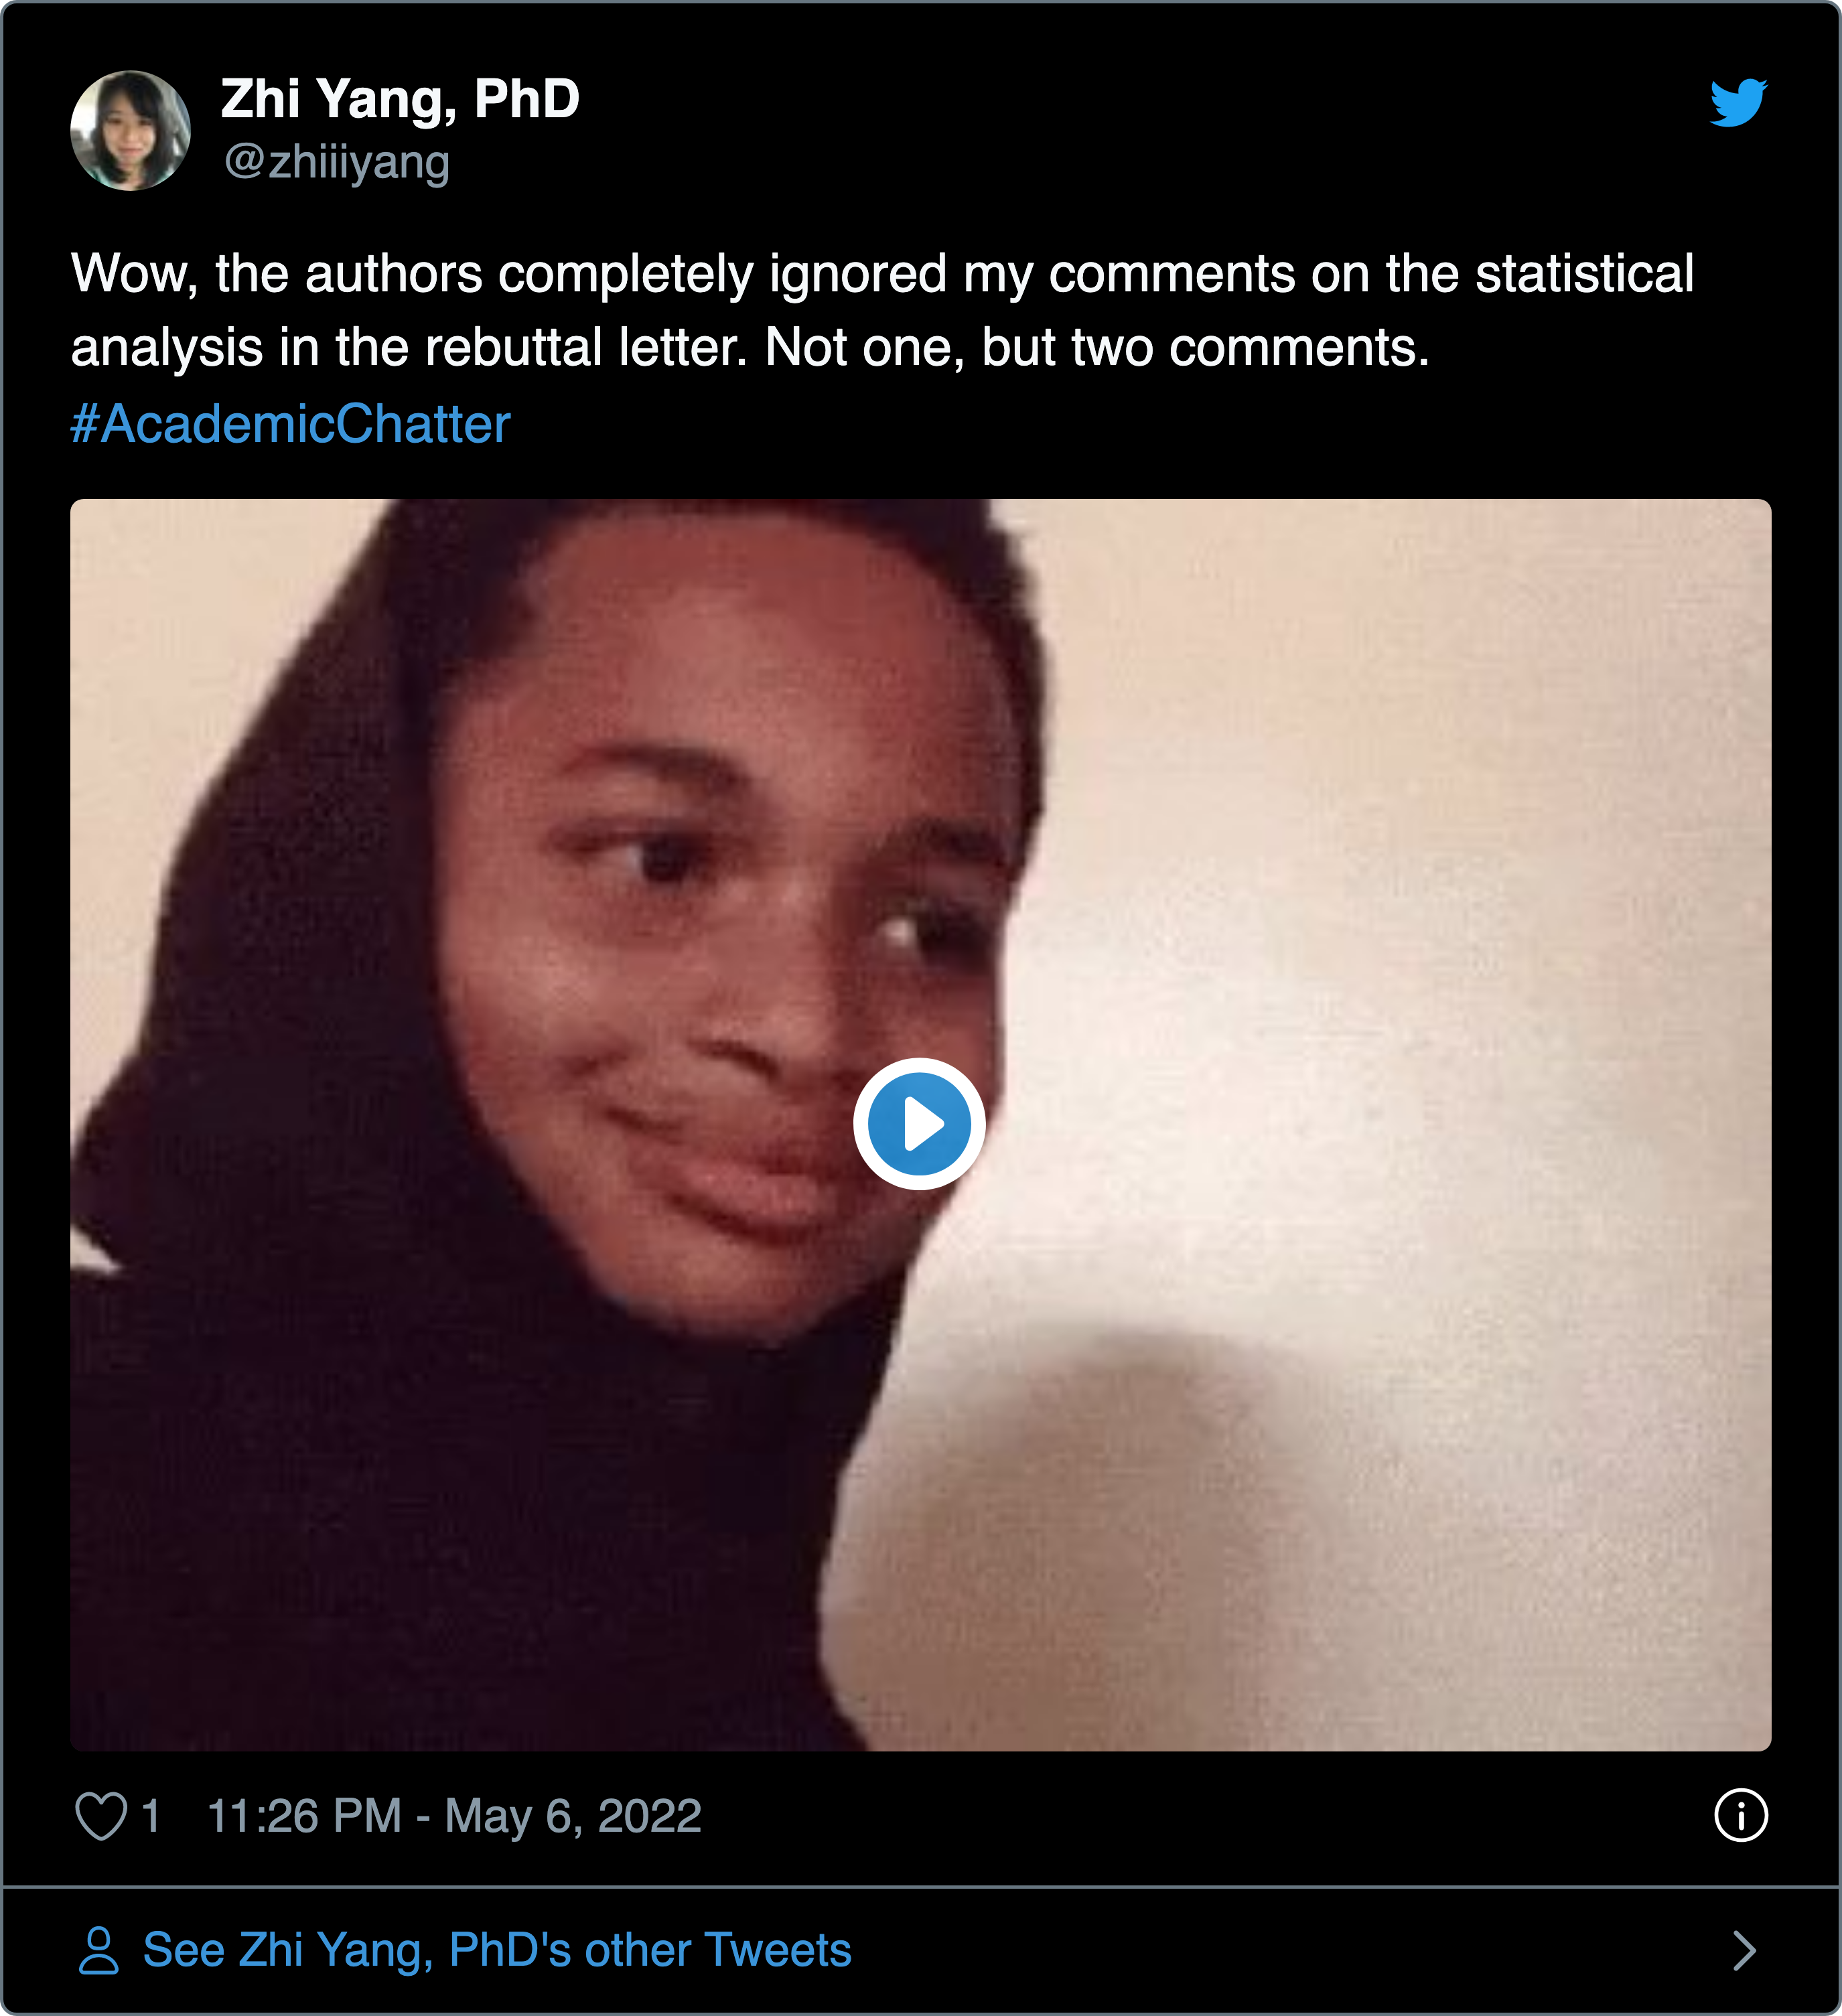 Zhi Yang, PhD
@zhiiiyang
Wow, the authors completely ignored my comments on the statistical
analysis in the rebuttal letter. Not one, but two comments.
#AcademicChatter
1 11:26 PM - May 6, 2022
See Zhi Yang, PhD's other Tweets